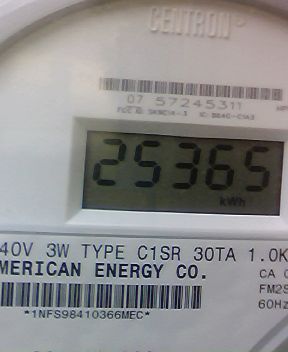 CENTRON
07 57245311
25365
kWh
40V 3W TYPE C1SR 30TA 1.0K
MERICAN ENERGY CO.
CA
FM2S
60Hz
*1NFS98410366MEC*